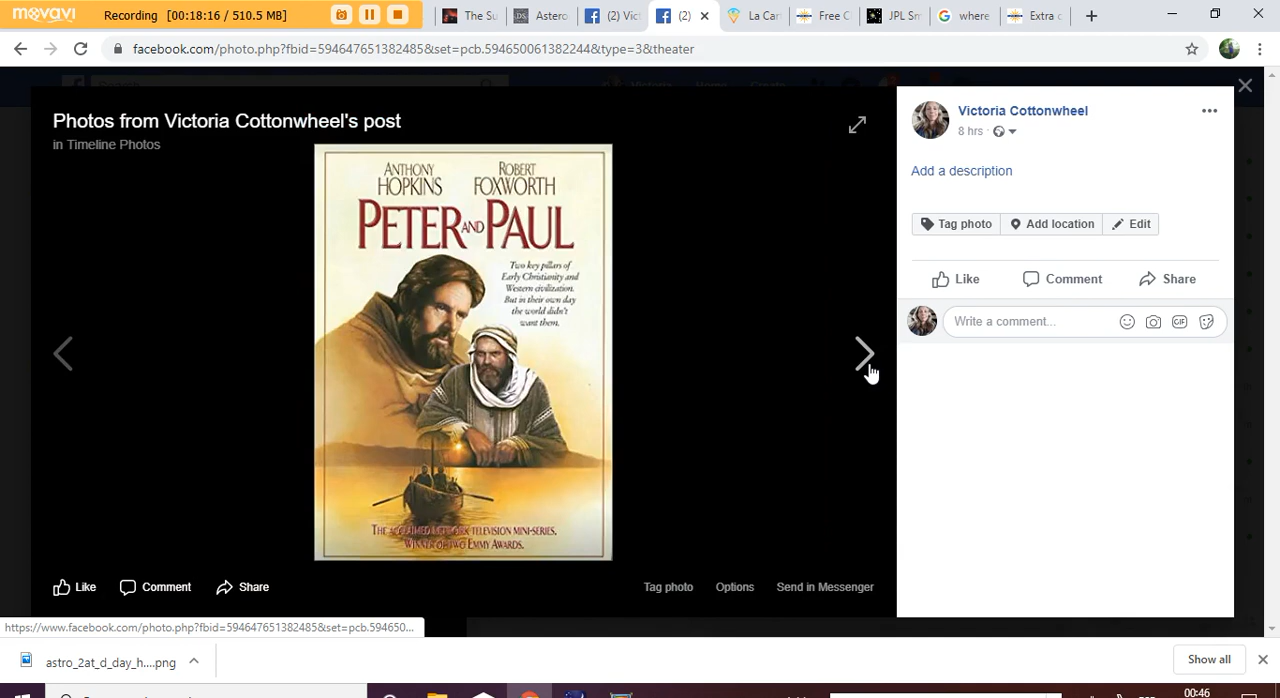 movavi
Recording [00:18:16 / 510.5 MB]
The Su
Astero
(2) Vic
(2)
La Car
Free C
JPL Sm
where
Extra c
facebook.com/photo.php?fbid=594647651382485&set=pcb.594650061382244&type=3&theater
Photos from Victoria Cottonwheel's post
in Timeline Photos
ANTHONY HOPKINS
ROBERT FOXWORTH
PETER AND PAUL
Two key pillars of
Early Christianity and
Western civilization.
But in their own day
the world didn't
want them.
THE ACCLAIMED NETWORK TELEVISION MINI-SERIES.
WINNER OF TWO EMMY AWARDS.
Like
Comment
Share
Tag photo
Options
Send in Messenger
Victoria Cottonwheel
8 hrs
Add a description
Tag photo
Add location
Edit
Like
Comment
Share
Write a comment...
GIF
https://www.facebook.com/photo.php?fbid=594647651382485&set=pcb.594650...
astro_2at_d_day_h....png
Show all
00:46